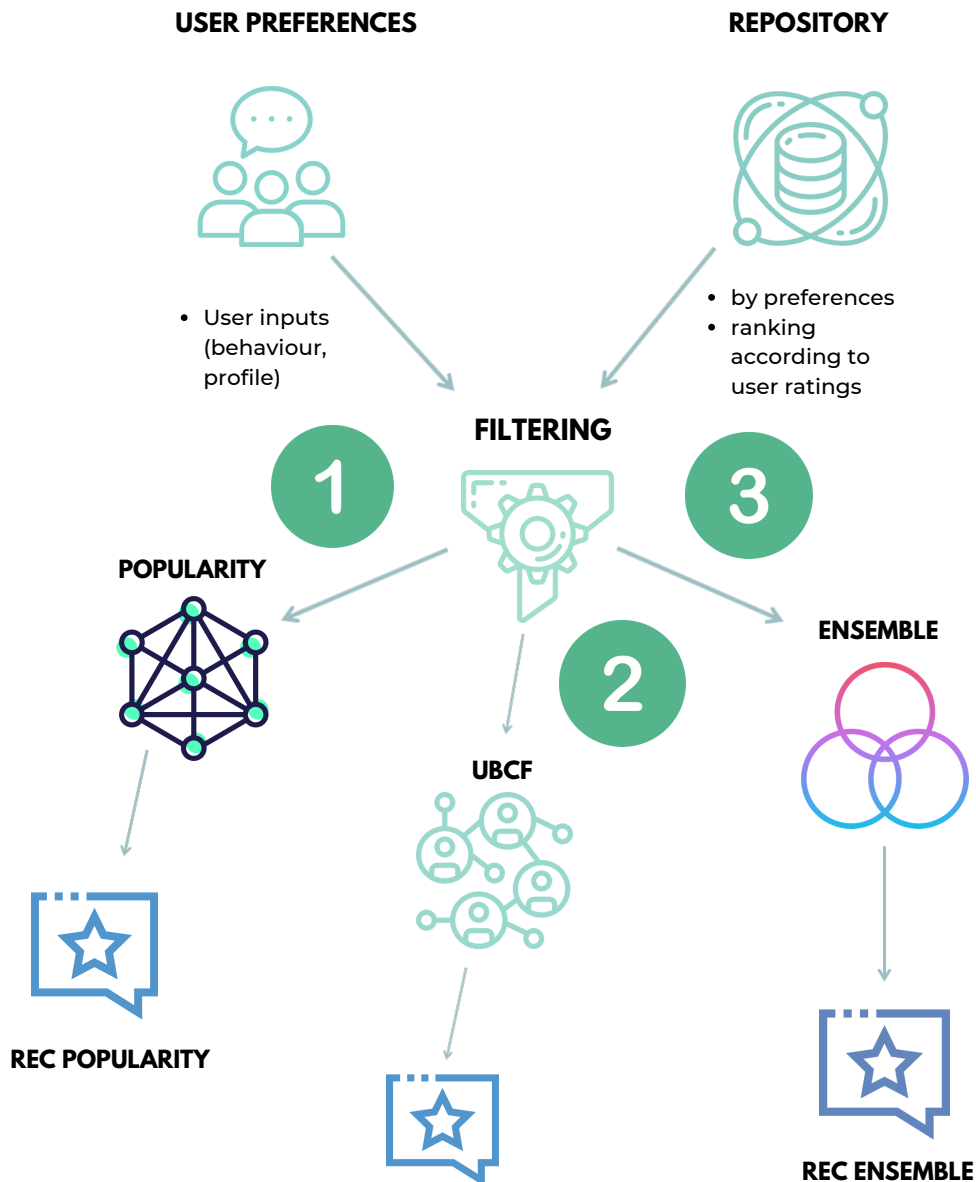 USER PREFERENCES
REPOSITORY
• User inputs
(behaviour,
profile)
• by preferences
• ranking
according to
user ratings
FILTERING
1
3
POPULARITY
2
ENSEMBLE
UBCF
REC POPULARITY
REC ENSEMBLE